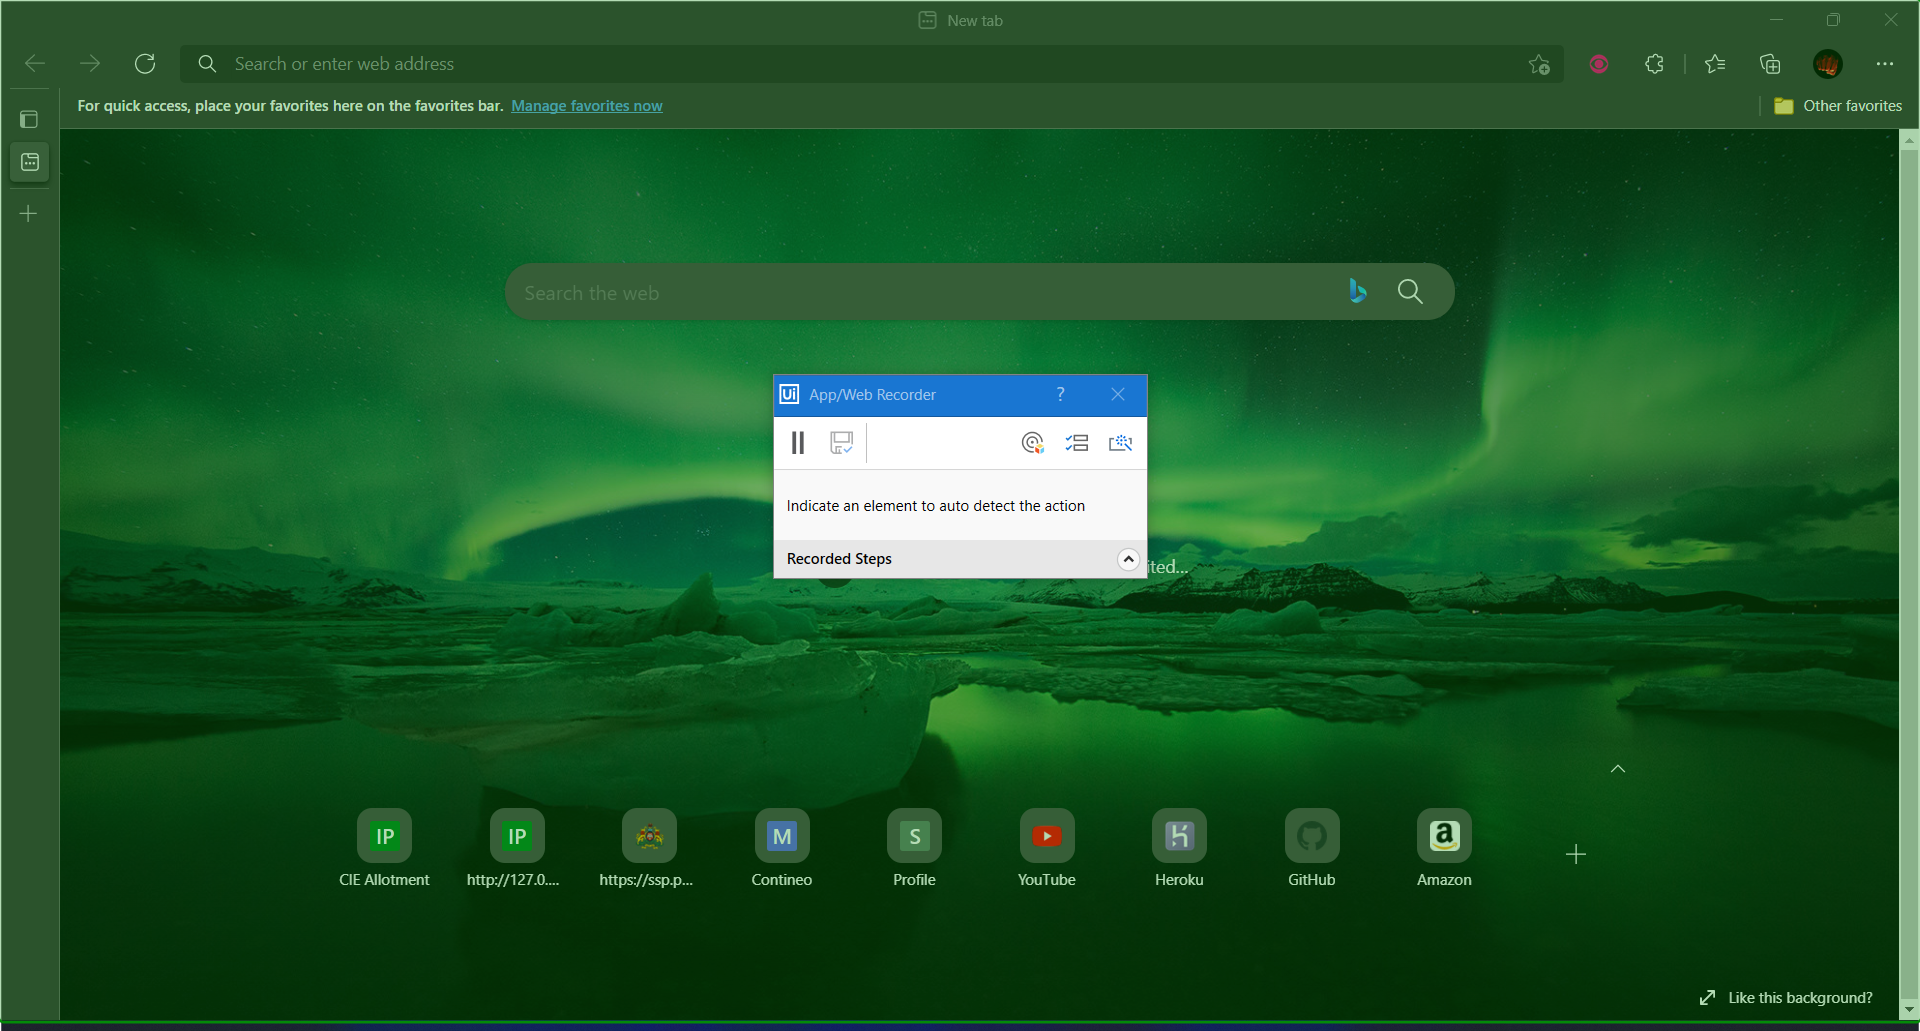 New tab
Search or enter web address
For quick access, place your favorites here on the favorites bar. Manage favorites now
Other favorites
Search the web
Ui App/Web Recorder ?
Indicate an element to auto detect the action
Recorded Steps
ited...
IP IP M S a
CIE Allotment http://127.0.... https://ssp.p... Contineo Profile YouTube Heroku GitHub Amazon
Like this background?